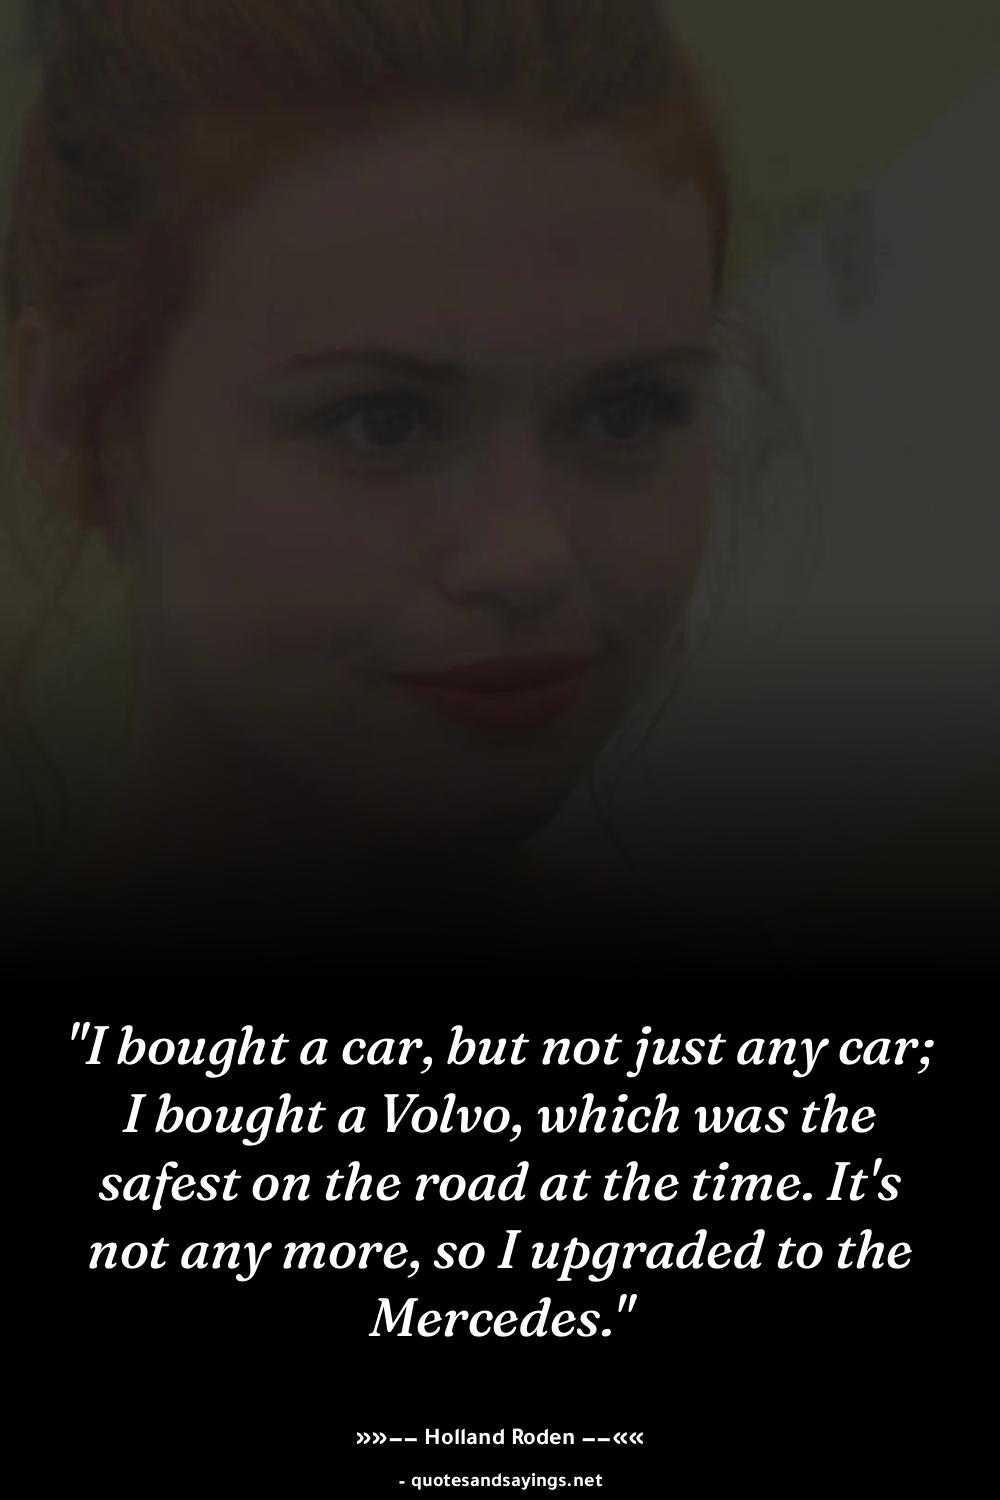 "I bought a car, but not just any car;
I bought a Volvo, which was the
safest on the road at the time. It's
not any more, so I upgraded to the
Mercedes."
»»—— Holland Roden ——««
- quotesandsayings.net